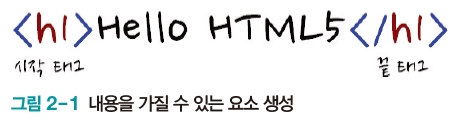 <h1>Hello HTML5</h1>
시작 태그 끝 태그
그림 2-1 내용을 가질 수 있는 요소 생성